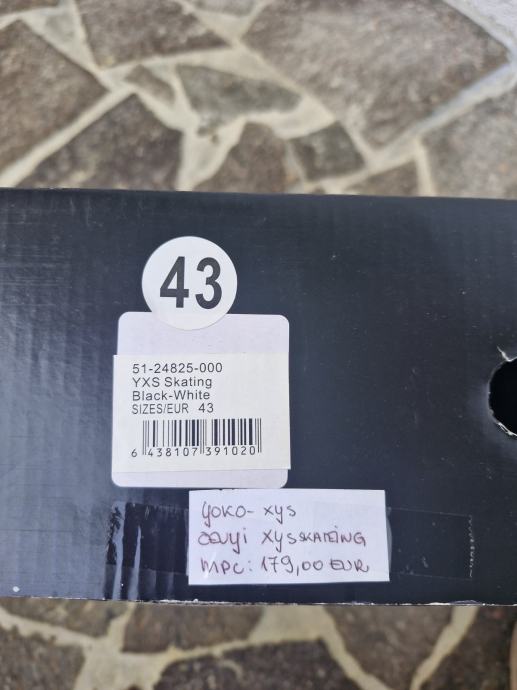 43
51-24825-000
YXS Skating
Black-White
SIZES/EUR 43
6 438107 391020
YOKO- XYS
XYSSKATEING
MPC: 179,00 EUR